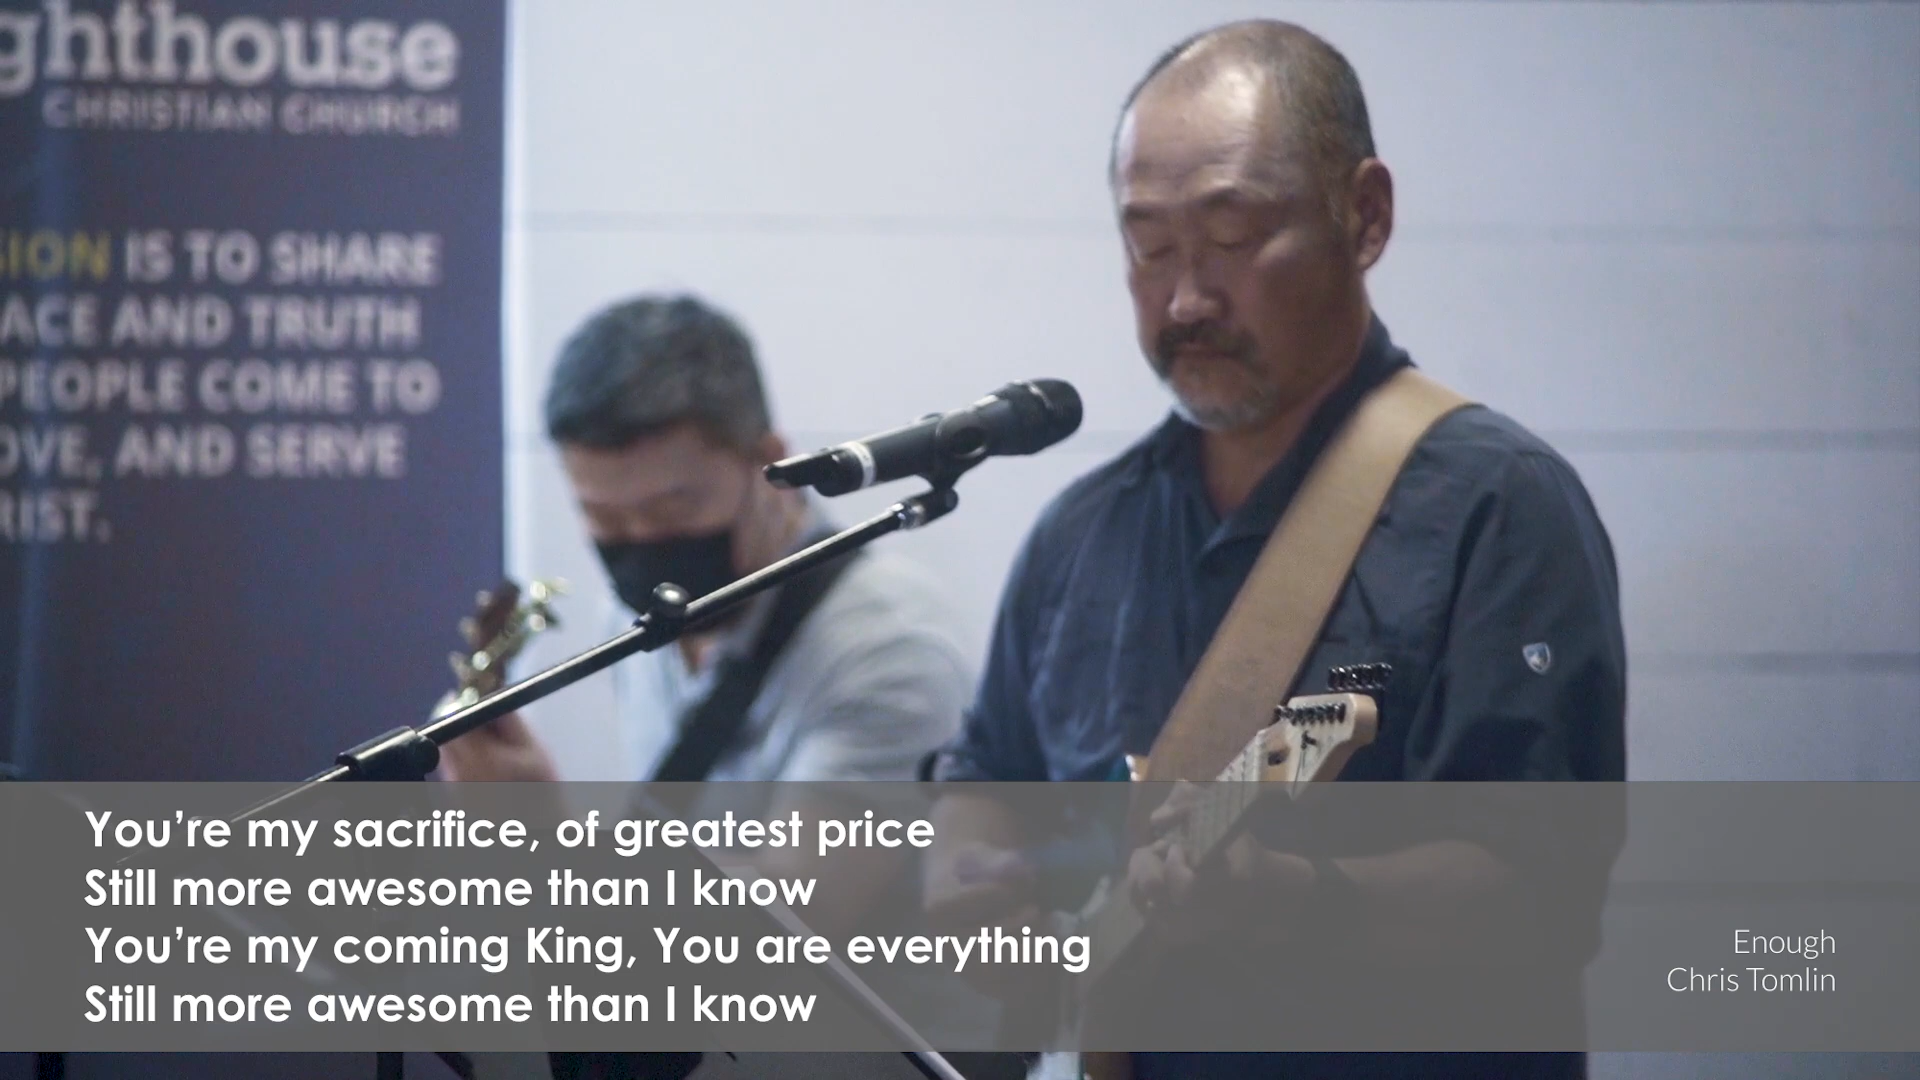 ghthouse
CHRISTIAN CHURCH
SION IS TO SHARE
ACE AND TRUTH
PEOPLE COME TO
OVE, AND SERVE
RIST.
You’re my sacrifice, of greatest price
Still more awesome than I know
You’re my coming King, You are everything
Still more awesome than I know
Enough
Chris Tomlin